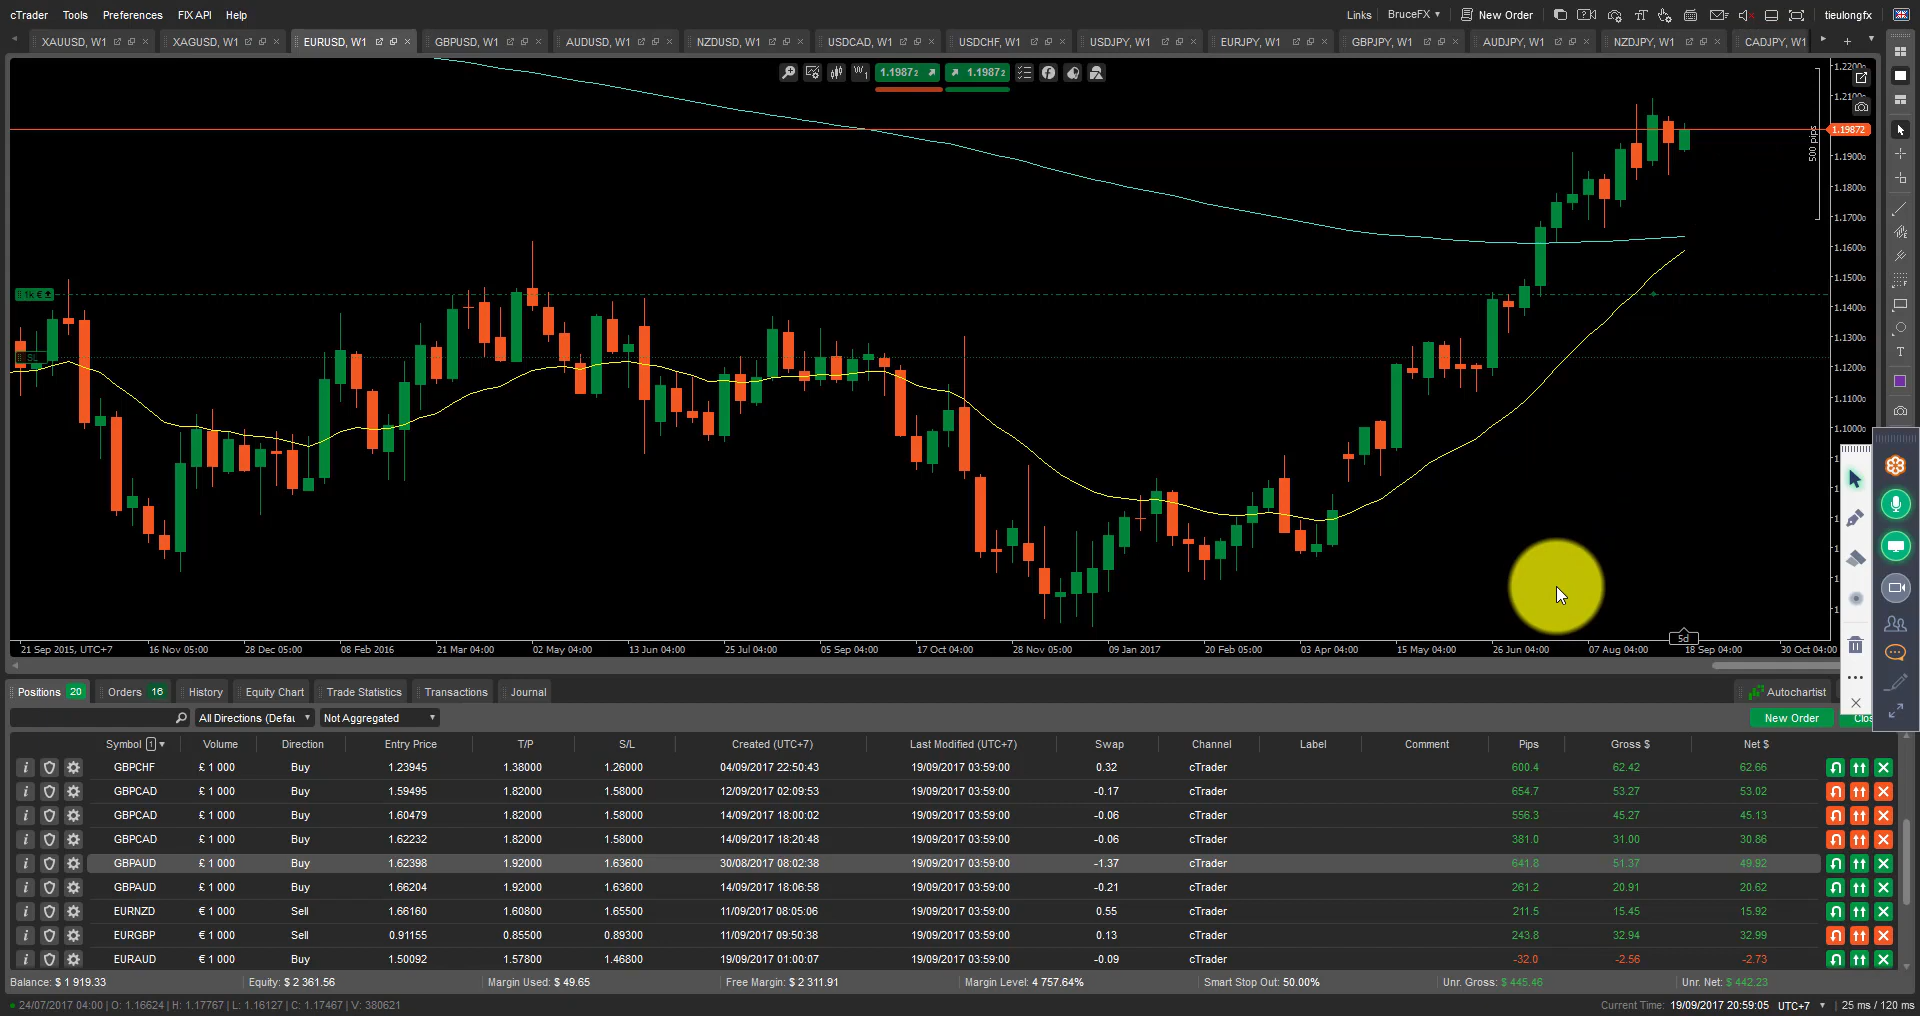 cTrader Tools Preferences FIX API Help Links BruceFX New Order tieulongfx
XAUUSD, W1 XAGUSD, W1 EURUSD, W1 GBPUSD, W1 AUDUSD, W1 NZDUSD, W1 USDCAD, W1 USDCHF, W1 USDJPY, W1 EURJPY, W1 GBPJPY, W1 AUDJPY, W1 NZDJPY, W1 CADJPY, W1
W1 1.19872 1.19872
1.22000
1.21000
1.19872
1.19000
500 pips
1.18000
1.17000
1.16000
1.15000
1k €
1.14000
1.13000
SL
1.12000
1.11000
1.10000
5d
21 Sep 2015, UTC+7 16 Nov 05:00 28 Dec 05:00 08 Feb 2016 21 Mar 04:00 02 May 04:00 13 Jun 04:00 25 Jul 04:00 05 Sep 04:00 17 Oct 04:00 28 Nov 05:00 09 Jan 2017 20 Feb 05:00 03 Apr 04:00 15 May 04:00 26 Jun 04:00 07 Aug 04:00 18 Sep 04:00 30 Oct 04:00
Positions 20 Orders 16 History Equity Chart Trade Statistics Transactions Journal Autochartist
All Directions (Defau Not Aggregated New Order Clos
Symbol 1 Volume Direction Entry Price T/P S/L Created (UTC+7) Last Modified (UTC+7) Swap Channel Label Comment Pips Gross $ Net $
GBPCHF £ 1 000 Buy 1.23945 1.38000 1.26000 04/09/2017 22:50:43 19/09/2017 03:59:00 0.32 cTrader 600.4 62.42 62.66
GBPCAD £ 1 000 Buy 1.59495 1.82000 1.58000 12/09/2017 02:09:53 19/09/2017 03:59:00 -0.17 cTrader 654.7 53.27 53.02
GBPCAD £ 1 000 Buy 1.60479 1.82000 1.58000 14/09/2017 18:00:02 19/09/2017 03:59:00 -0.06 cTrader 556.3 45.27 45.13
GBPCAD £ 1 000 Buy 1.62232 1.82000 1.58000 14/09/2017 18:20:48 19/09/2017 03:59:00 -0.06 cTrader 381.0 31.00 30.86
GBPAUD £ 1 000 Buy 1.62398 1.92000 1.63600 30/08/2017 08:02:38 19/09/2017 03:59:00 -1.37 cTrader 641.8 51.37 49.92
GBPAUD £ 1 000 Buy 1.66204 1.92000 1.63600 14/09/2017 18:06:58 19/09/2017 03:59:00 -0.21 cTrader 261.2 20.91 20.62
EURNZD € 1 000 Sell 1.66160 1.60800 1.65500 11/09/2017 08:05:06 19/09/2017 03:59:00 0.55 cTrader 211.5 15.45 15.92
EURGBP € 1 000 Sell 0.91155 0.85500 0.89300 11/09/2017 09:50:38 19/09/2017 03:59:00 0.13 cTrader 243.8 32.94 32.99
EURAUD € 1 000 Buy 1.50092 1.57800 1.46800 19/09/2017 01:00:07 19/09/2017 03:59:00 -0.09 cTrader -32.0 -2.56 -2.73
Balance: $ 1 919.33 Equity: $ 2 361.56 Margin Used: $ 49.65 Free Margin: $ 2 311.91 Margin Level: 4 757.64% Smart Stop Out: 50.00% Unr. Gross: $ 445.46 Unr. Net: $ 442.23
24/07/2017 04:00 | O: 1.16624 | H: 1.17767 | L: 1.16127 | C: 1.17467 | V: 380621 Current Time: 19/09/2017 20:59:05 UTC+7 25 ms / 120 ms